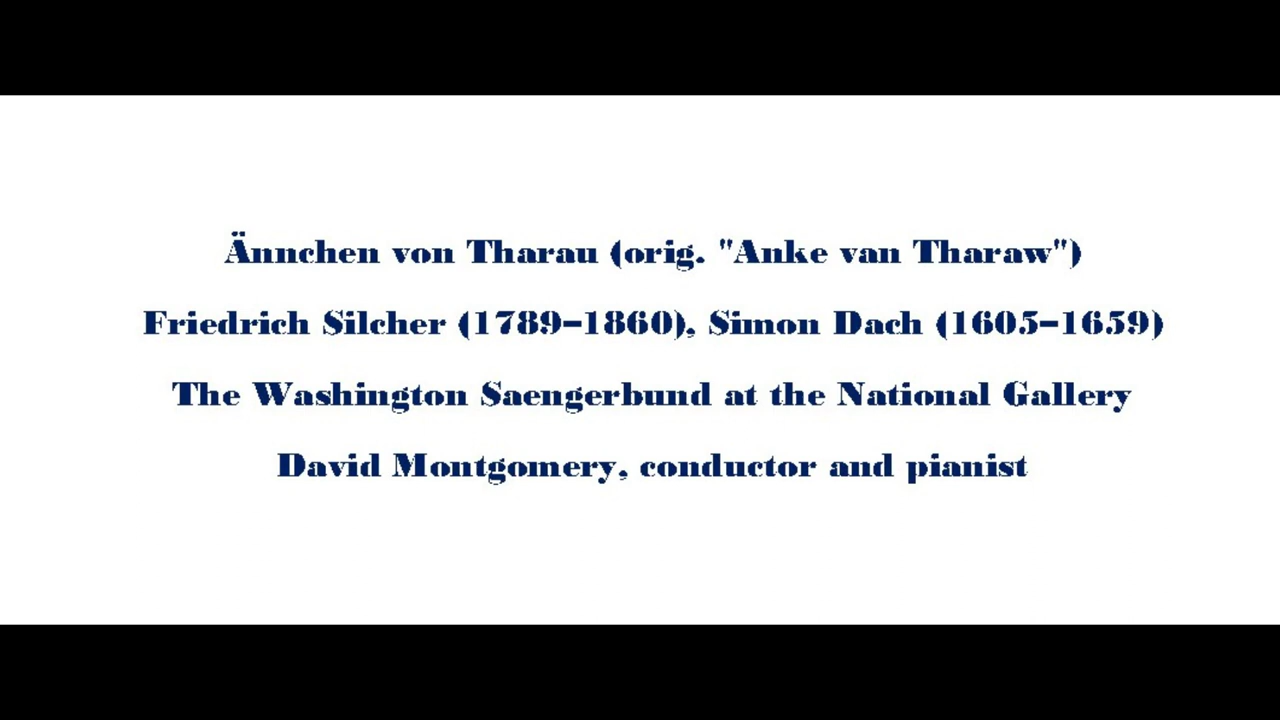 Ännchen von Tharau (orig. "Anke van Tharaw")
Friedrich Silcher (1789–1860), Simon Dach (1605–1659)
The Washington Saengerbund at the National Gallery
David Montgomery, conductor and pianist